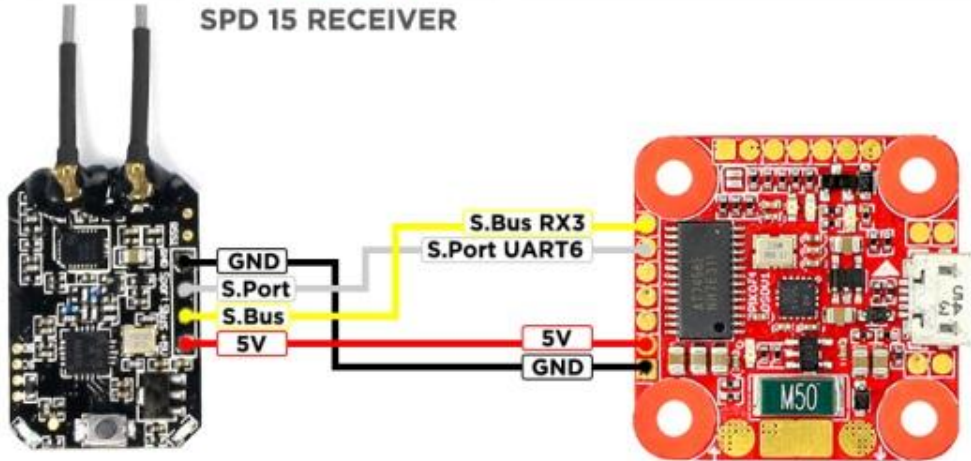 SPD 15 RECEIVER
S.Bus RX3
S.Port UART6
GND
S.Port
S.Bus
5V
5V
GND
M50